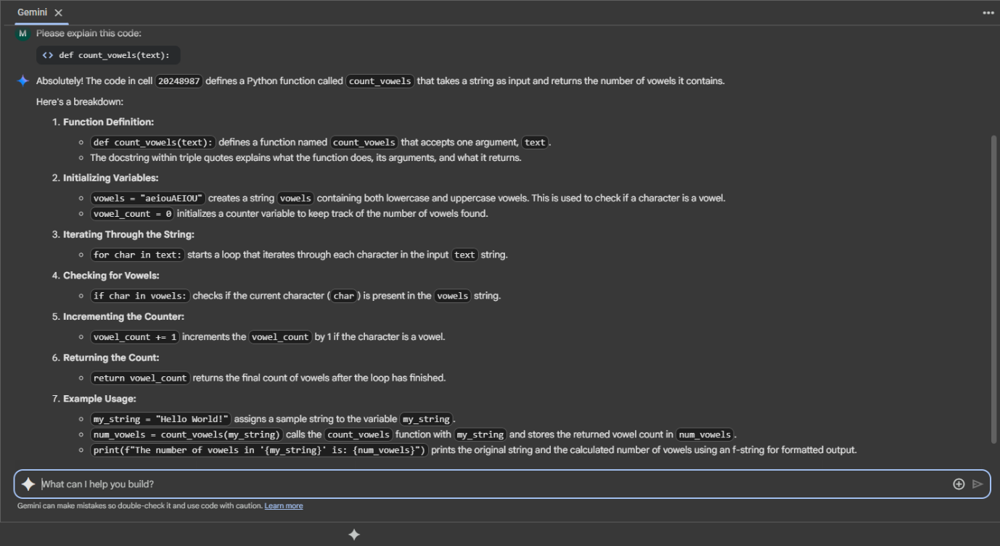 Gemini
Please explain this code:
M
<> def count_vowels(text):
Absolutely! The code in cell 20248987 defines a Python function called count_vowels that takes a string as input and returns the number of vowels it contains.
Here's a breakdown:
1. Function Definition:
def count_vowels(text): defines a function named count_vowels that accepts one argument, text.
The docstring within triple quotes explains what the function does, its arguments, and what it returns.
2. Initializing Variables:
vowels = "aeiouAEIOU" creates a string vowels containing both lowercase and uppercase vowels. This is used to check if a character is a vowel.
vowel_count = 0 initializes a counter variable to keep track of the number of vowels found.
3. Iterating Through the String:
for char in text: starts a loop that iterates through each character in the input text string.
4. Checking for Vowels:
if char in vowels: checks if the current character (char) is present in the vowels string.
5. Incrementing the Counter:
vowel_count += 1 increments the vowel_count by 1 if the character is a vowel.
6. Returning the Count:
return vowel_count returns the final count of vowels after the loop has finished.
7. Example Usage:
my_string = "Hello World!" assigns a sample string to the variable my_string.
num_vowels = count_vowels(my_string) calls the count_vowels function with my_string and stores the returned vowel count in num_vowels.
print(f"The number of vowels in '{my_string}' is: {num_vowels}") prints the original string and the calculated number of vowels using an f-string for formatted output.
What can I help you build?
Gemini can make mistakes so double-check it and use code with caution. Learn more